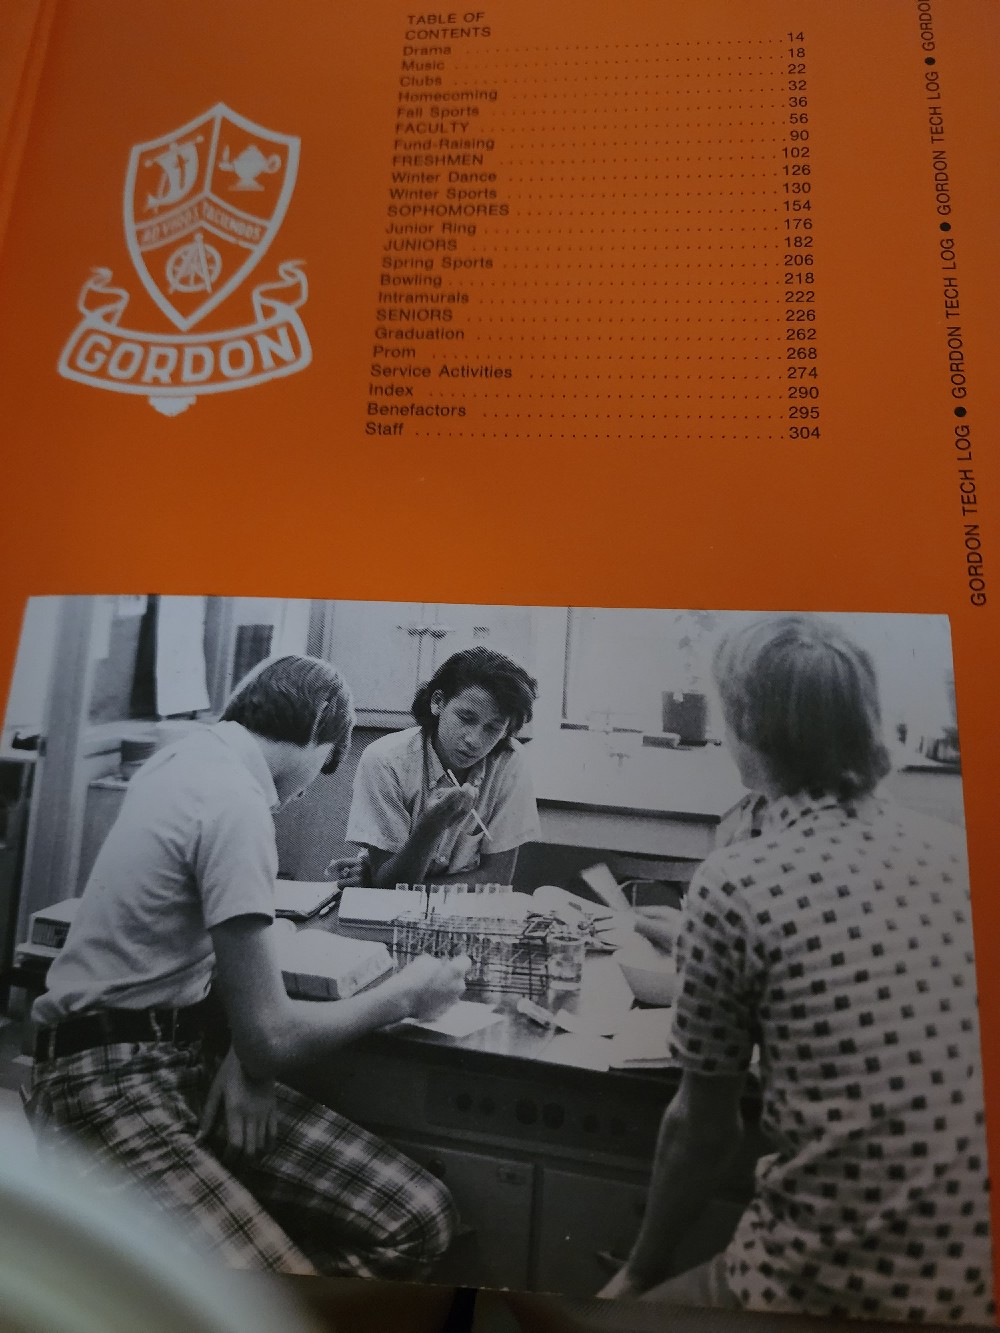 TABLE OF
CONTENTS
Drama ........ 14
Music ........ 18
Clubs ........ 22
Homecoming ........ 32
Fall Sports ........ 36
FACULTY ........ 56
Fund-Raising ........ 90
FRESHMEN ........ 102
Winter Dance ........ 126
Winter Sports ........ 130
SOPHOMORES ........ 154
Junior Ring ........ 176
JUNIORS ........ 182
Spring Sports ........ 206
Bowling ........ 218
Intramurals ........ 222
SENIORS ........ 226
Graduation ........ 262
Prom ........ 268
Service Activities ........ 274
Index ........ 290
Benefactors ........ 295
Staff ........ 304
AD VIROS FACIENDOS
GORDON
GORDON TECH LOG ● GORDON TECH LOG ● GORDON TECH LOG ● GORDON